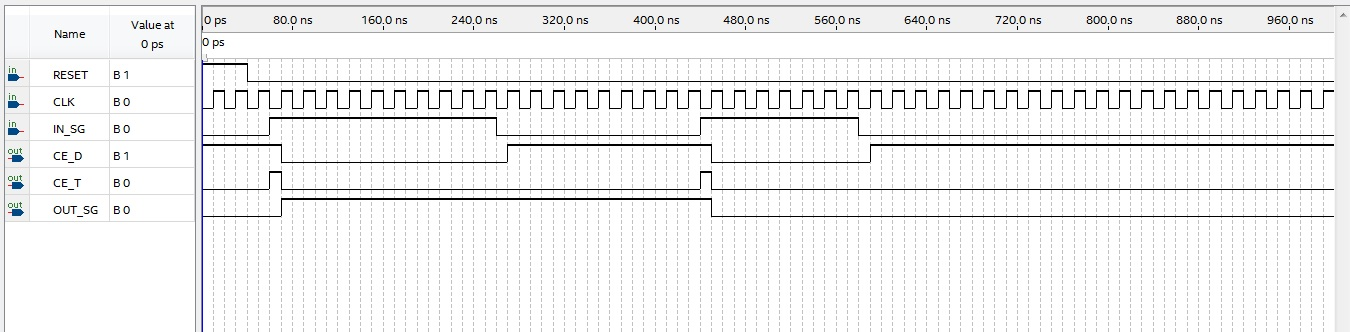 Name Value at 0 ps
0 ps 80.0 ns 160.0 ns 240.0 ns 320.0 ns 400.0 ns 480.0 ns 560.0 ns 640.0 ns 720.0 ns 800.0 ns 880.0 ns 960.0 ns
0 ps
in RESET B 1
in CLK B 0
in IN_SG B 0
out CE_D B 1
out CE_T B 0
out OUT_SG B 0